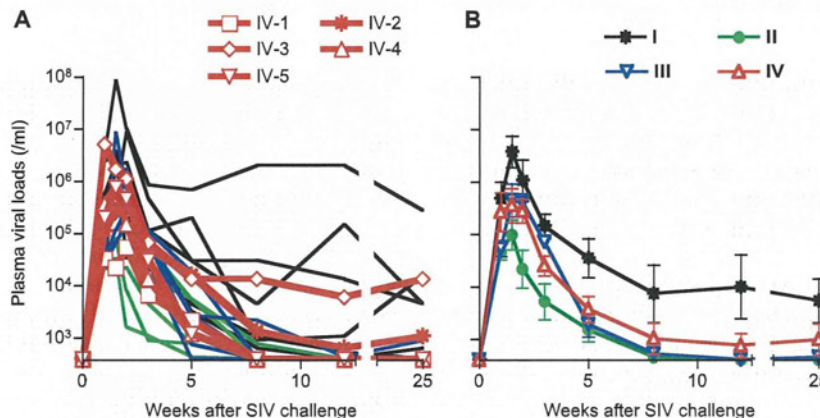 A
IV-1 IV-2
IV-3 IV-4
IV-5
Plasma viral loads (/ml)
10⁸
10⁷
10⁶
10⁵
10⁴
10³
0 5 10 25
Weeks after SIV challenge
B
I II
III IV
0 5 10 25
Weeks after SIV challenge